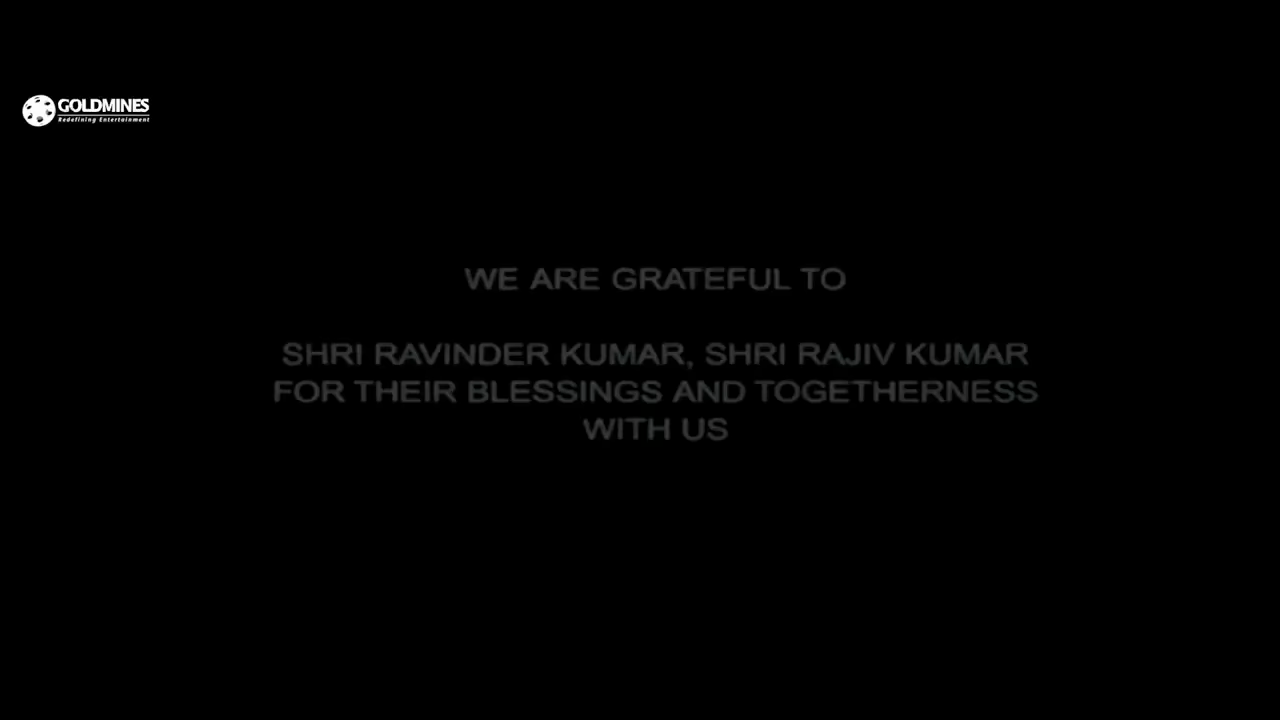 GOLDMINES
Redefining Entertainment
WE ARE GRATEFUL TO
SHRI RAVINDER KUMAR, SHRI RAJIV KUMAR
FOR THEIR BLESSINGS AND TOGETHERNESS
WITH US